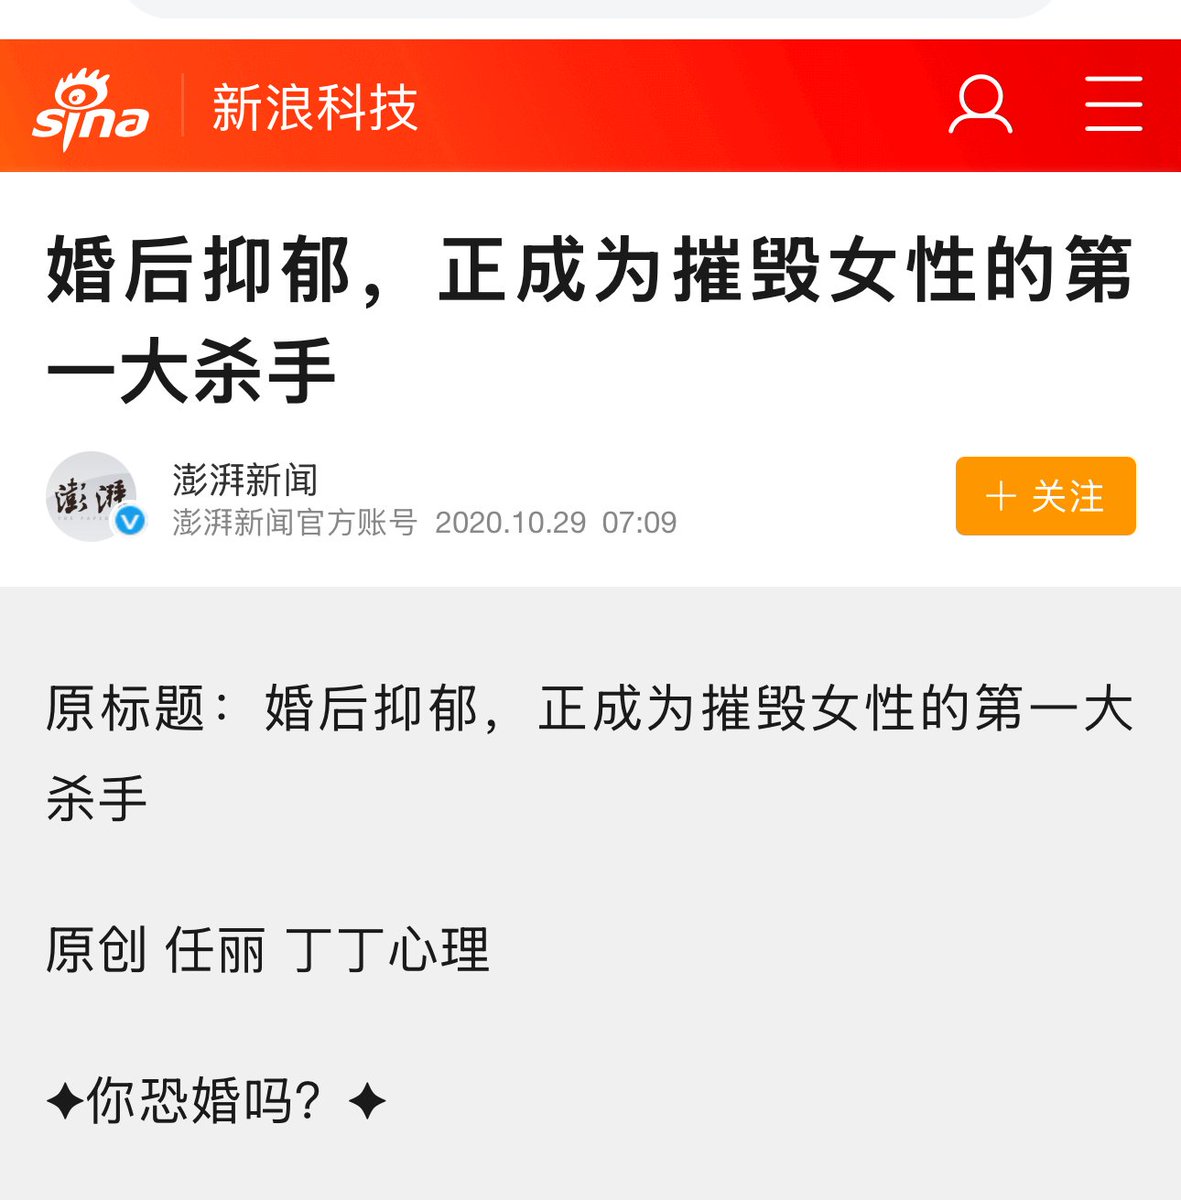 sina 新浪科技
婚后抑郁，正成为摧毁女性的第
一大杀手
澎湃
澎湃新闻
澎湃新闻官方账号 2020.10.29 07:09
＋ 关注
原标题：婚后抑郁，正成为摧毁女性的第一大
杀手
原创 任丽 丁丁心理
✦你恐婚吗？✦